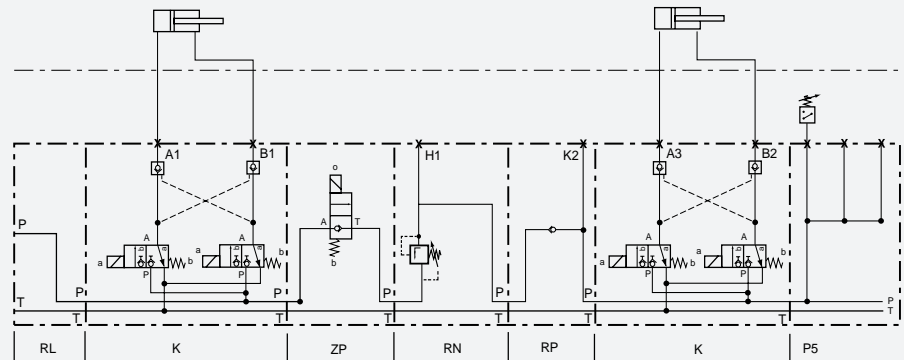 A1 B1 H1 K2 A3 B2
o
A T
b
P
A A A A
a b a b a b a b
a a b a a b
P P P P
P P P P P P P
T T T T T T T
RL K ZP RN RP K P5